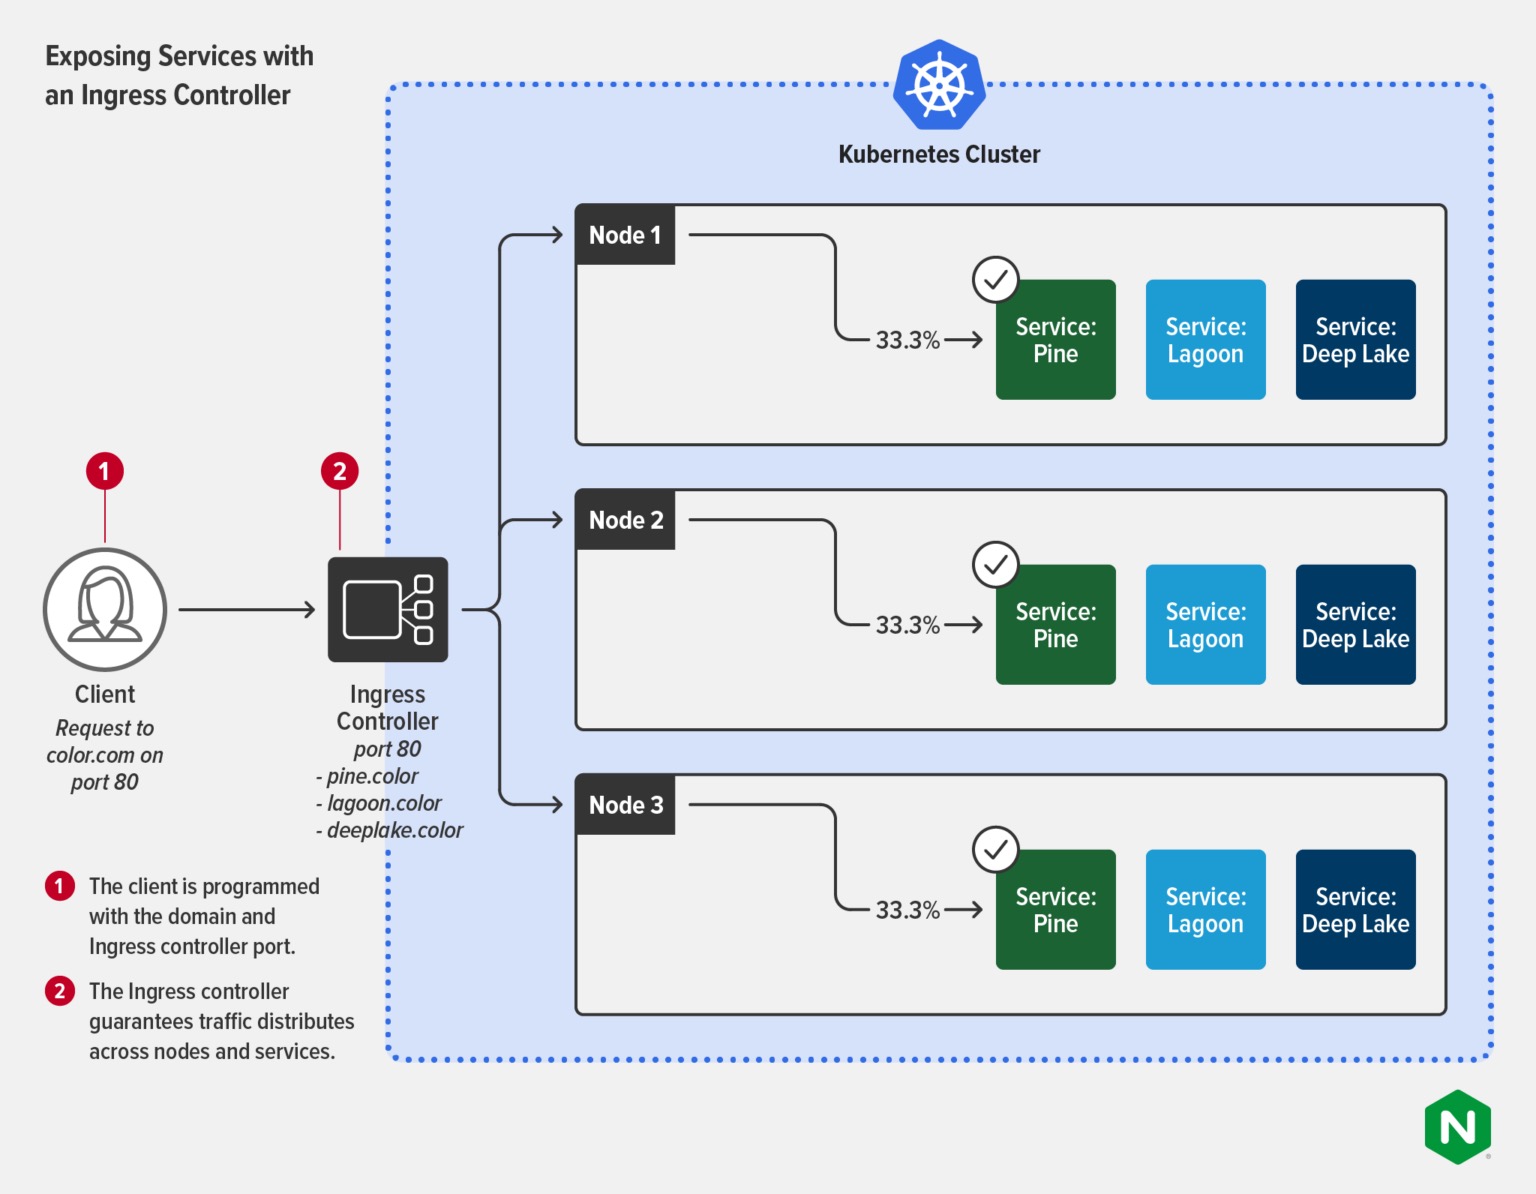 Exposing Services with
an Ingress Controller
Kubernetes Cluster
Node 1
33.3%
Service:
Pine
Service:
Lagoon
Service:
Deep Lake
Node 2
33.3%
Service:
Pine
Service:
Lagoon
Service:
Deep Lake
Node 3
33.3%
Service:
Pine
Service:
Lagoon
Service:
Deep Lake
1
Client
Request to
color.com on
port 80
2
Ingress
Controller
port 80
- pine.color
- lagoon.color
- deeplake.color
1 The client is programmed
with the domain and
Ingress controller port.
2 The Ingress controller
guarantees traffic distributes
across nodes and services.
N